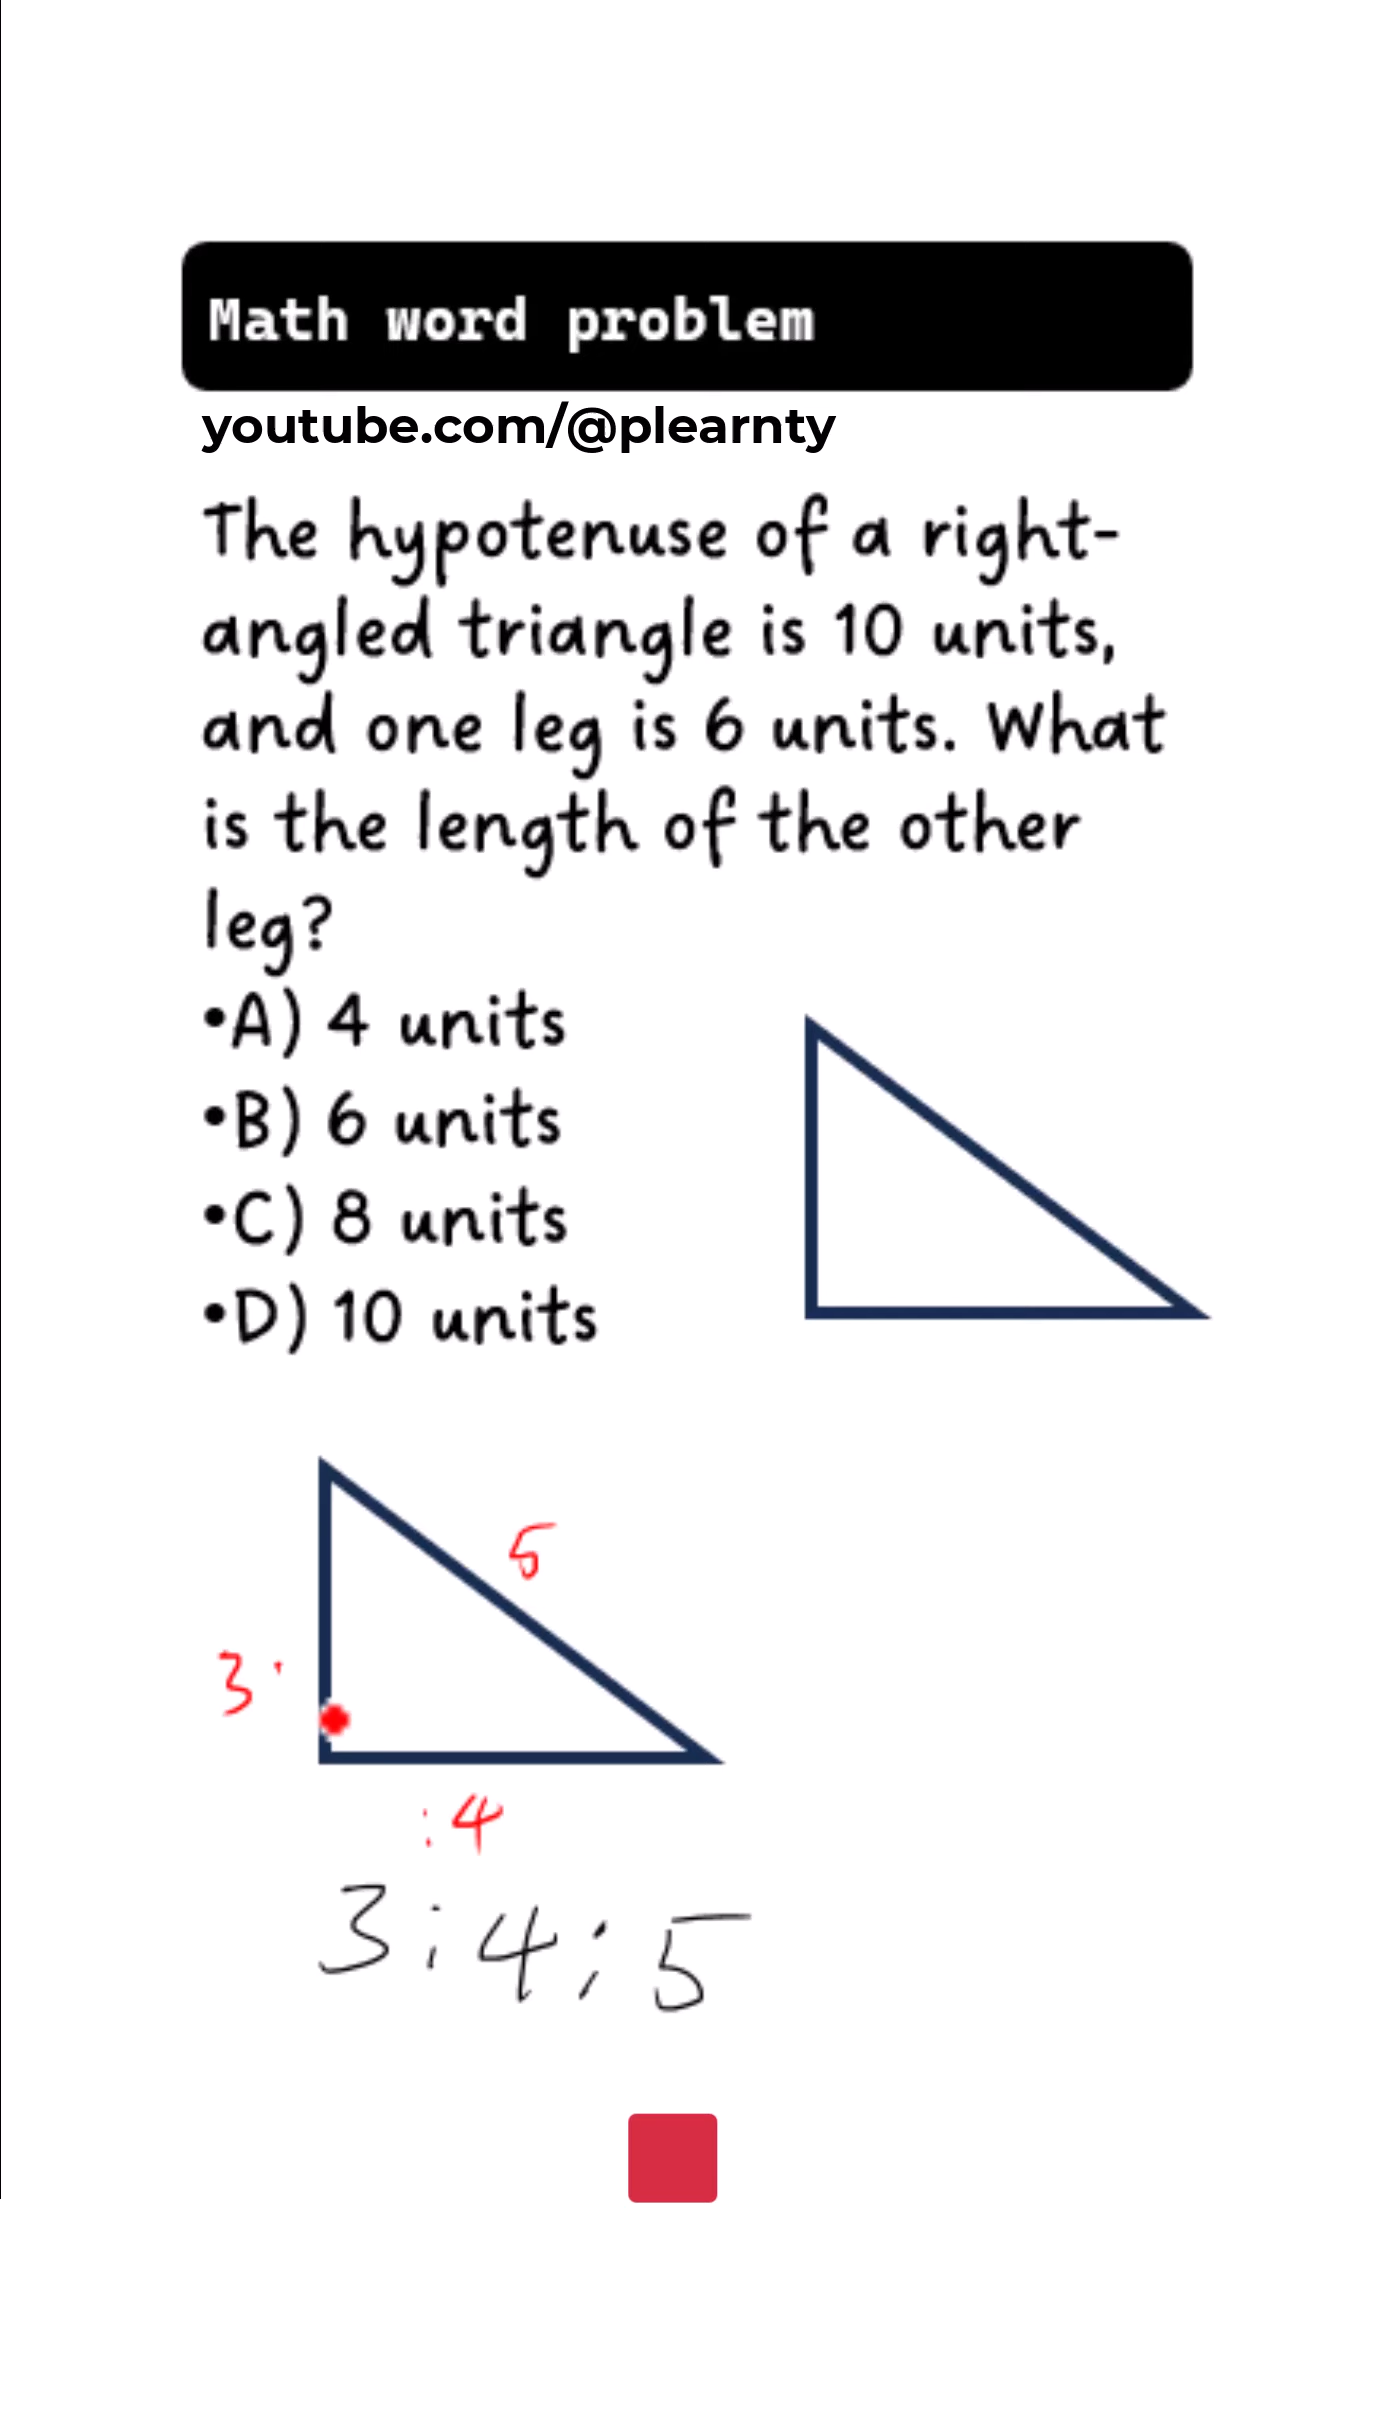 Math word problem
youtube.com/@plearnty
The hypotenuse of a right-
angled triangle is 10 units,
and one leg is 6 units. What
is the length of the other
leg?
•A) 4 units
•B) 6 units
•C) 8 units
•D) 10 units
5
3
:4
3:4:5